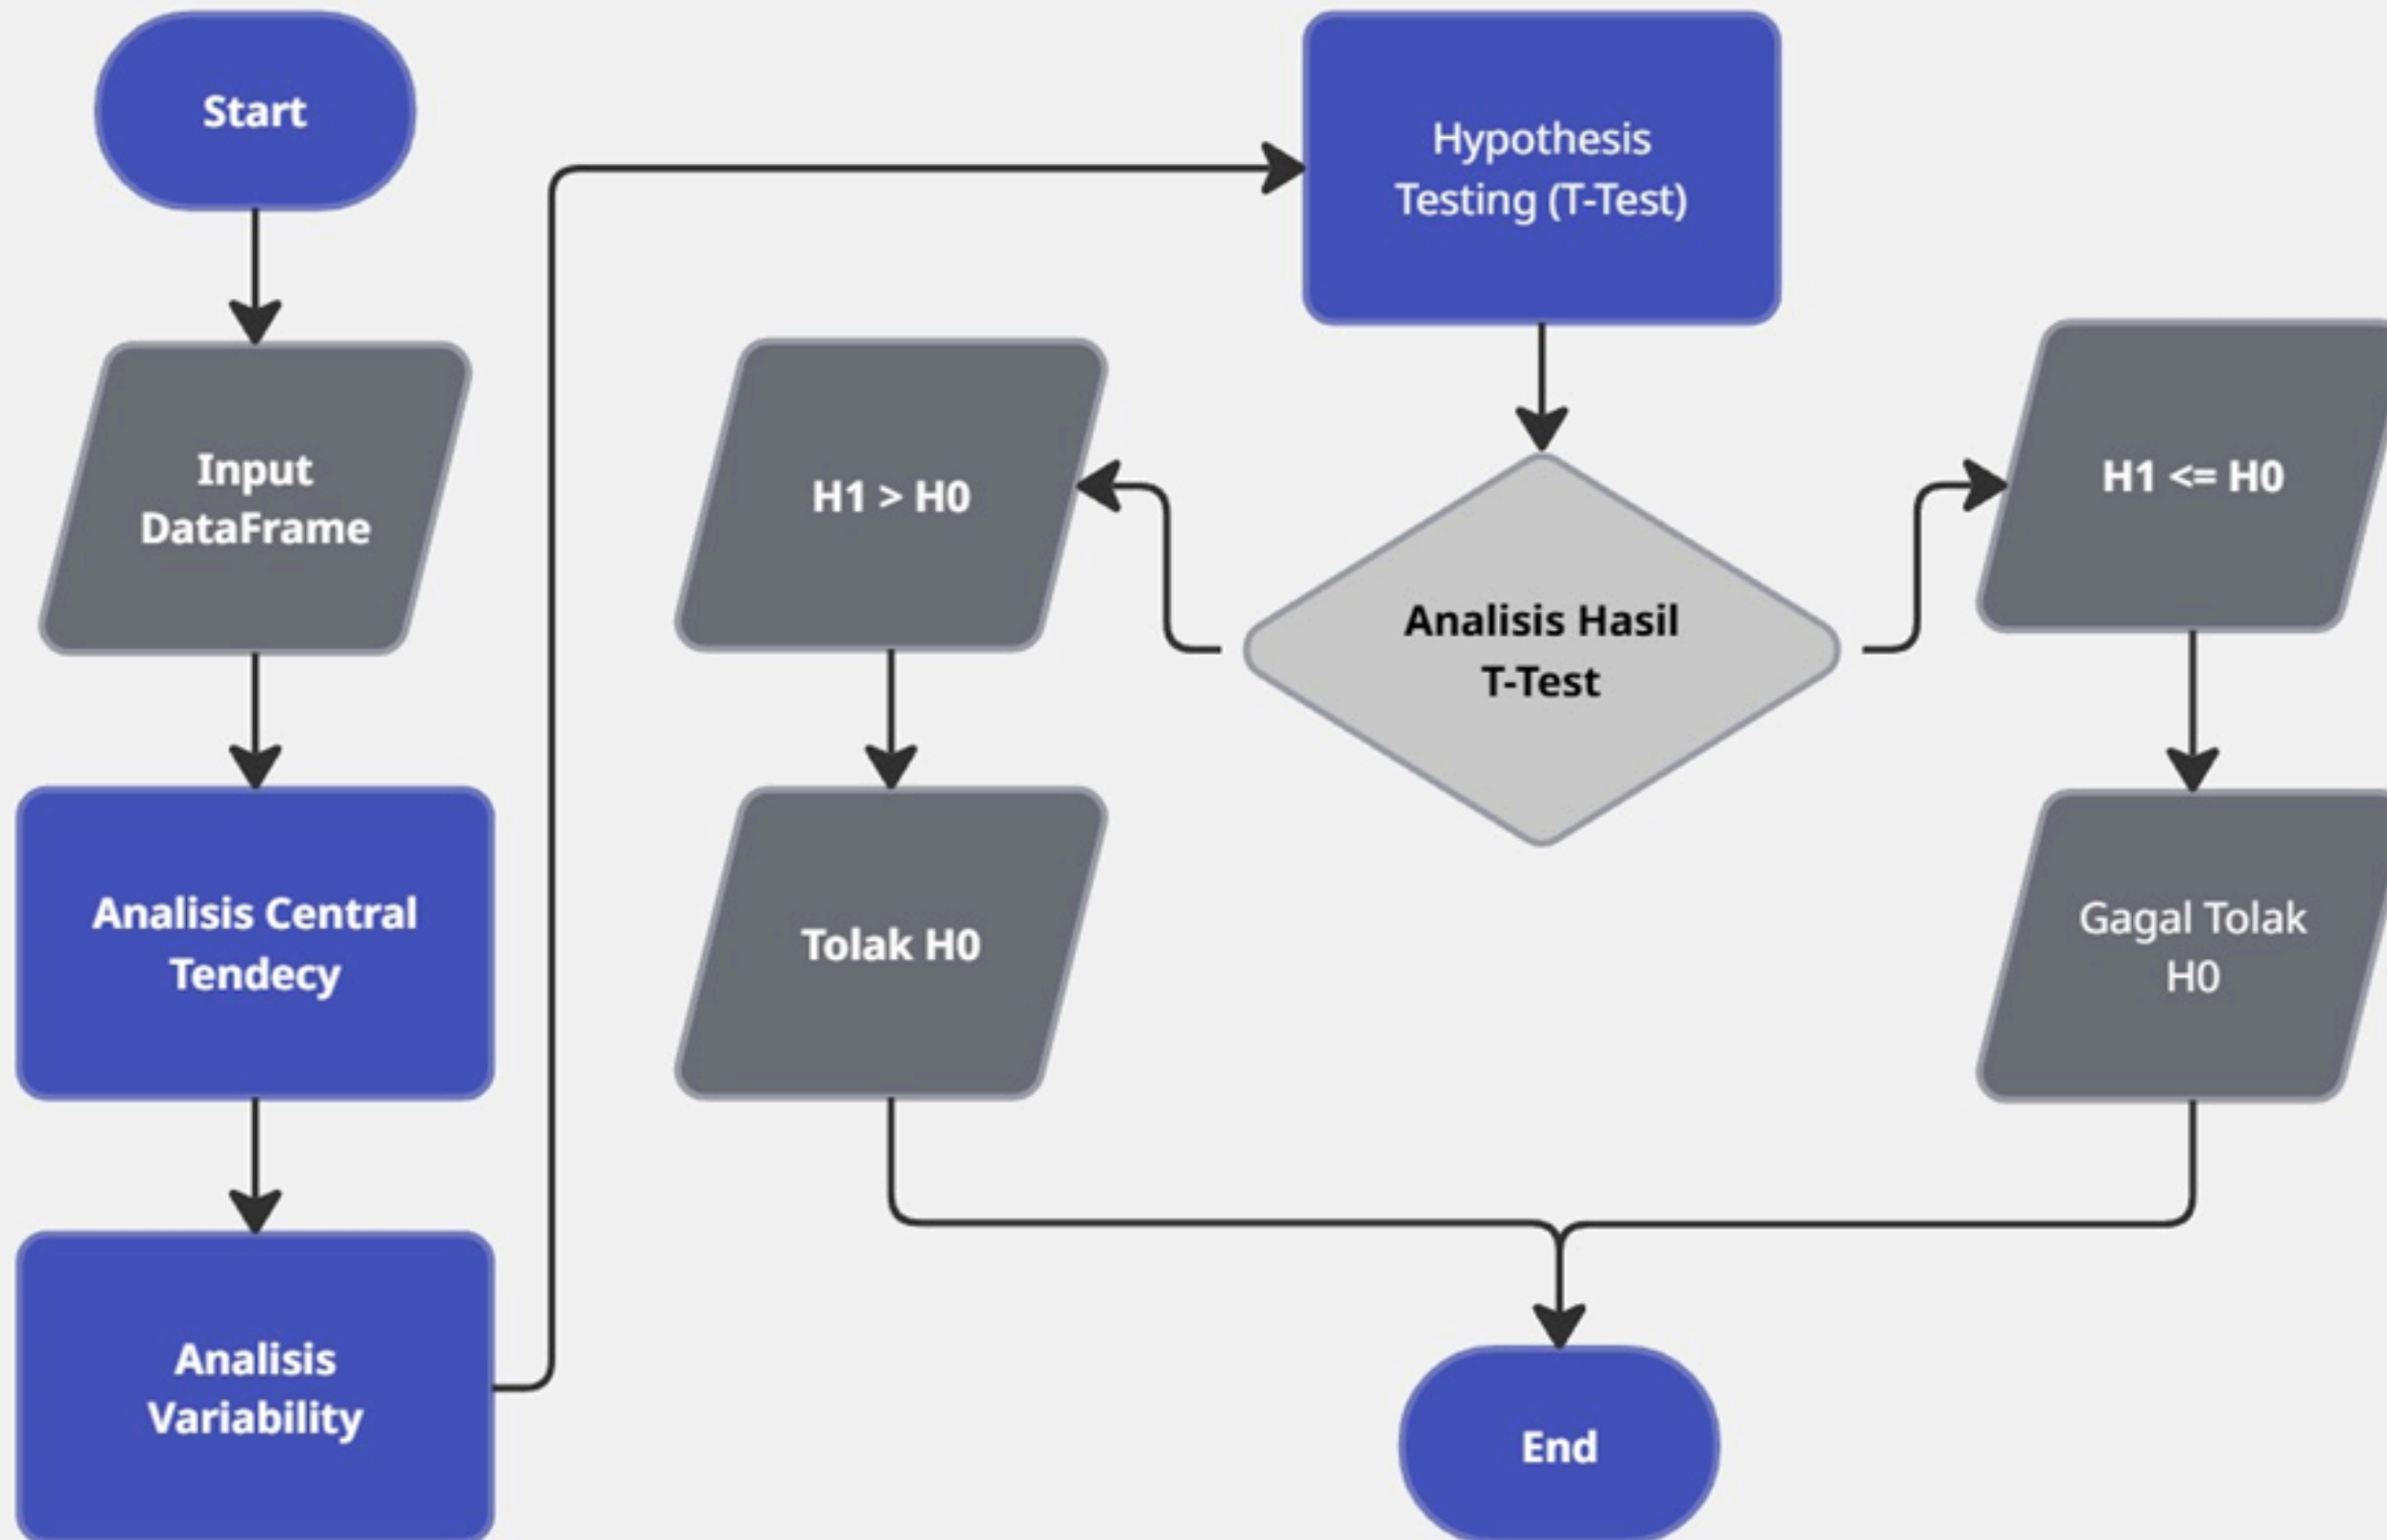 Start
Input
DataFrame
Analisis Central
Tendecy
Analisis
Variability
Hypothesis
Testing (T-Test)
Analisis Hasil
T-Test
H1 > H0
Tolak H0
H1 <= H0
Gagal Tolak
H0
End